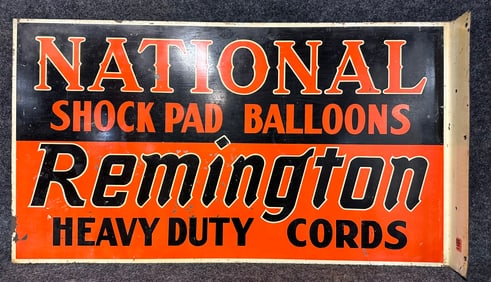 NATIONAL
SHOCK PAD BALLOONS
Remington
HEAVY DUTY CORDS